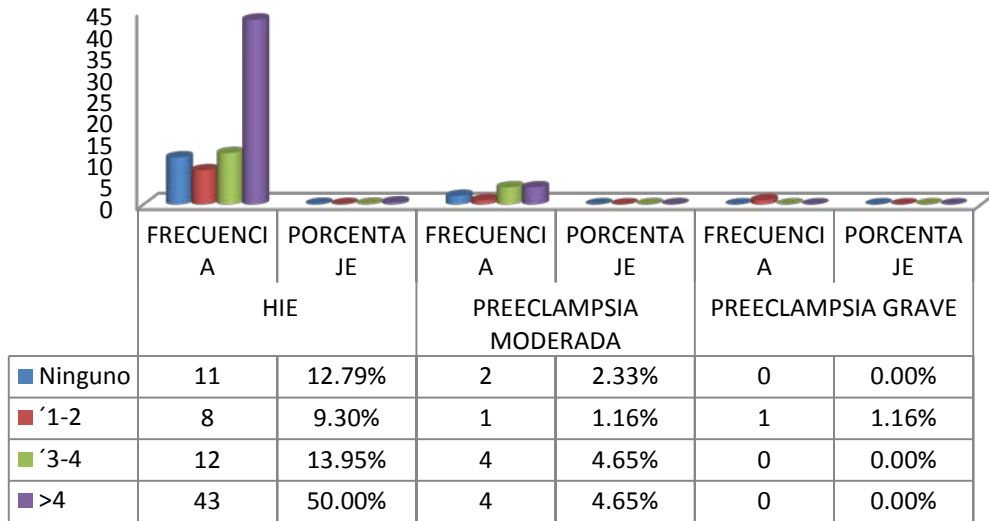 45
40
35
30
25
20
15
10
5
0
FRECUENCI PORCENTA FRECUENCI PORCENTA FRECUENCI PORCENTA
A JE A JE A JE
HIE PREECLAMPSIA PREECLAMPSIA GRAVE
MODERADA
Ninguno 11 12.79% 2 2.33% 0 0.00%
´1-2 8 9.30% 1 1.16% 1 1.16%
´3-4 12 13.95% 4 4.65% 0 0.00%
>4 43 50.00% 4 4.65% 0 0.00%